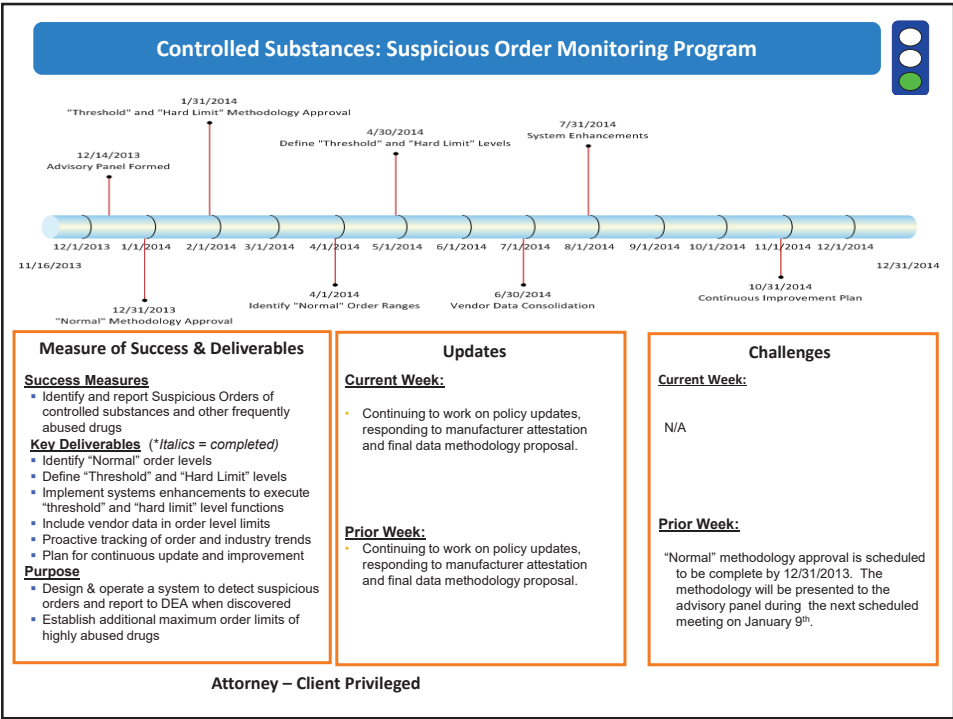 Controlled Substances: Suspicious Order Monitoring Program
1/31/2014
"Threshold" and "Hard Limit" Methodology Approval
4/30/2014
Define "Threshold" and "Hard Limit" Levels
7/31/2014
System Enhancements
12/14/2013
Advisory Panel Formed
12/1/2013 1/1/2014 2/1/2014 3/1/2014 4/1/2014 5/1/2014 6/1/2014 7/1/2014 8/1/2014 9/1/2014 10/1/2014 11/1/2014 12/1/2014
11/16/2013
12/31/2014
12/31/2013
"Normal" Methodology Approval
4/1/2014
Identify "Normal" Order Ranges
6/30/2014
Vendor Data Consolidation
10/31/2014
Continuous Improvement Plan
Measure of Success & Deliverables
Success Measures
▪ Identify and report Suspicious Orders of
controlled substances and other frequently
abused drugs
Key Deliverables (*Italics = completed)
▪ Identify “Normal” order levels
▪ Define “Threshold” and “Hard Limit” levels
▪ Implement systems enhancements to execute
“threshold” and “hard limit” level functions
▪ Include vendor data in order level limits
▪ Proactive tracking of order and industry trends
▪ Plan for continuous update and improvement
Purpose
▪ Design & operate a system to detect suspicious
orders and report to DEA when discovered
▪ Establish additional maximum order limits of
highly abused drugs
Updates
Current Week:
• Continuing to work on policy updates,
responding to manufacturer attestation
and final data methodology proposal.
Prior Week:
• Continuing to work on policy updates,
responding to manufacturer attestation
and final data methodology proposal.
Challenges
Current Week:
N/A
Prior Week:
“Normal” methodology approval is scheduled
to be complete by 12/31/2013. The
methodology will be presented to the
advisory panel during the next scheduled
meeting on January 9th.
Attorney – Client Privileged